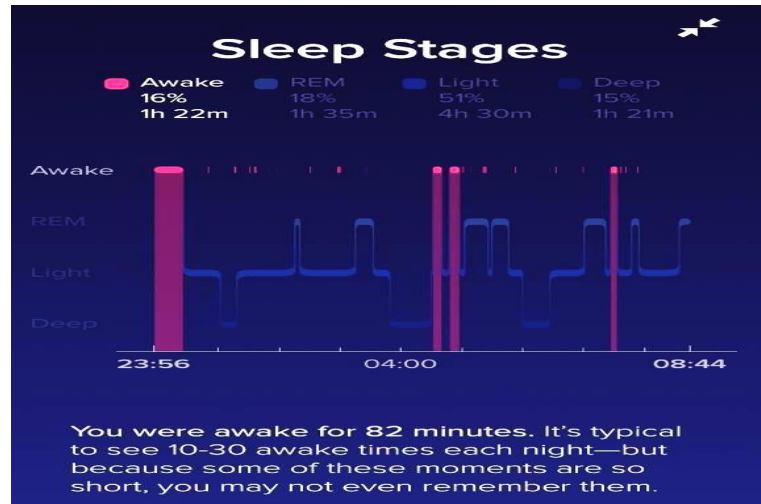 Sleep Stages
Awake REM Light Deep
16% 18% 51% 15%
1h 22m 1h 35m 4h 30m 1h 21m
Awake
REM
Light
Deep
23:56 04:00 08:44
You were awake for 82 minutes. It's typical
to see 10-30 awake times each night—but
because some of these moments are so
short, you may not even remember them.